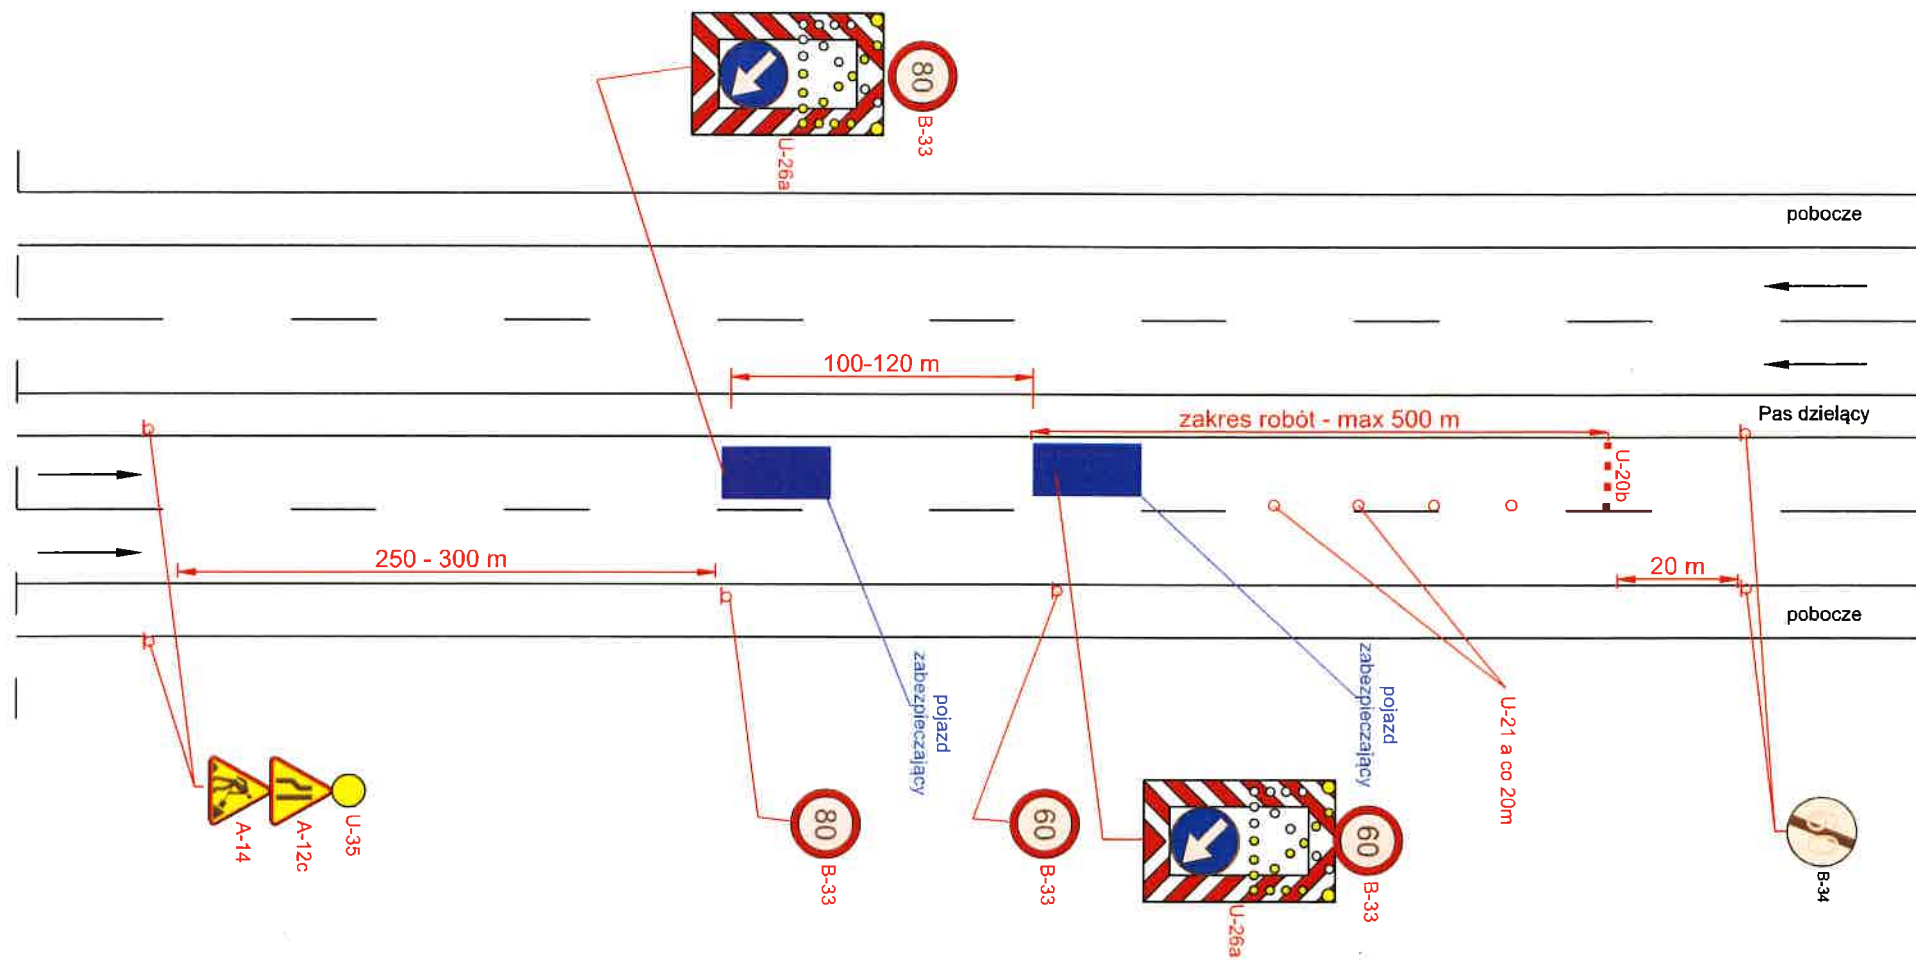 80
B-33
U-26a
pobocze
100-120 m
Pas dzielący
zakres robót - max 500 m
U-20b
250 - 300 m
20 m
pobocze
pojazd
zabezpieczający
pojazd
zabezpieczający
U-21 a co 20m
U-35
A-12c
A-14
80
B-33
60
B-33
60
B-33
U-26a
B-34